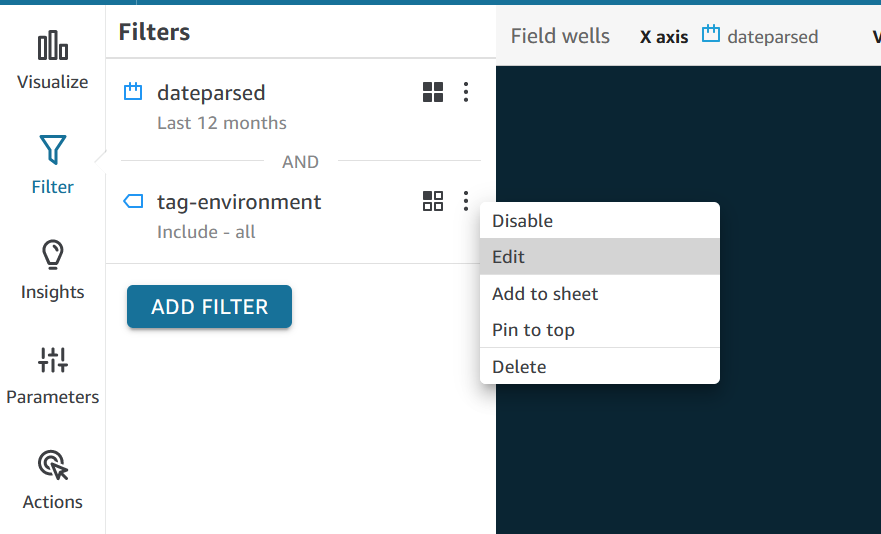 Visualize
Filter
Insights
Parameters
Actions
Filters
dateparsed
Last 12 months
AND
tag-environment
Include - all
ADD FILTER
Field wells X axis dateparsed
Disable
Edit
Add to sheet
Pin to top
Delete